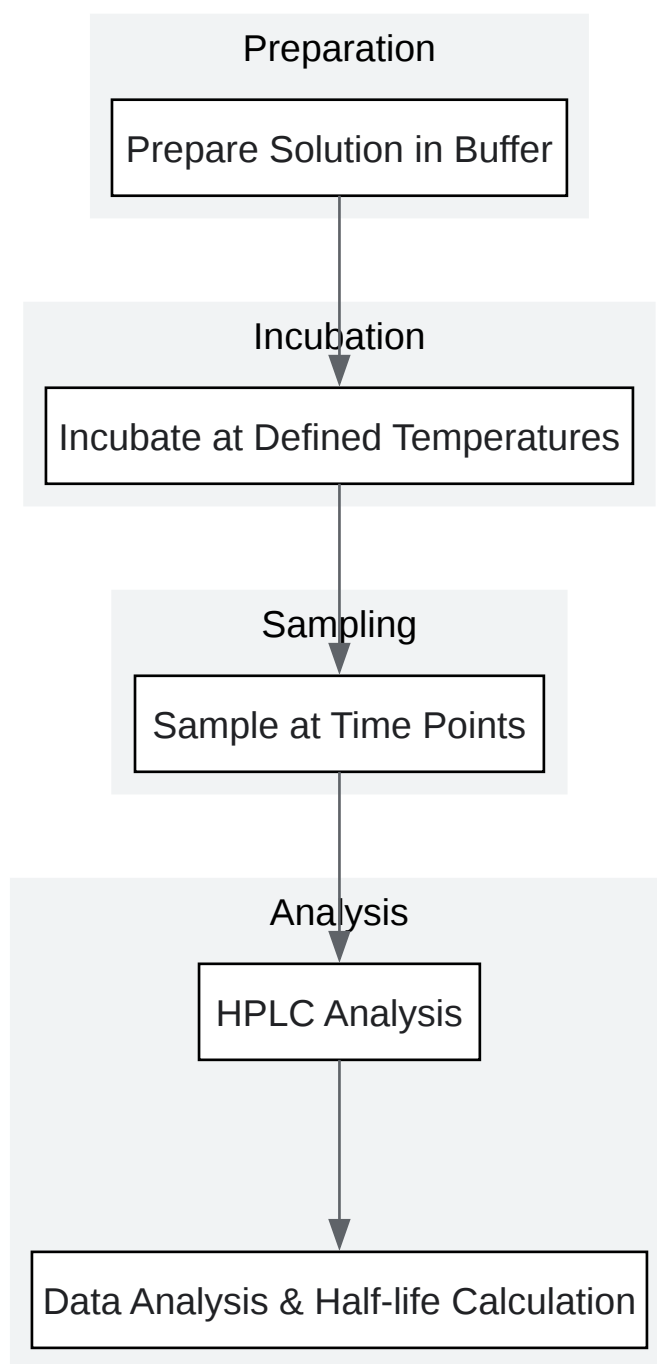 Preparation
Prepare Solution in Buffer
Incubation
Incubate at Defined Temperatures
Sampling
Sample at Time Points
Analysis
HPLC Analysis
Data Analysis & Half-life Calculation